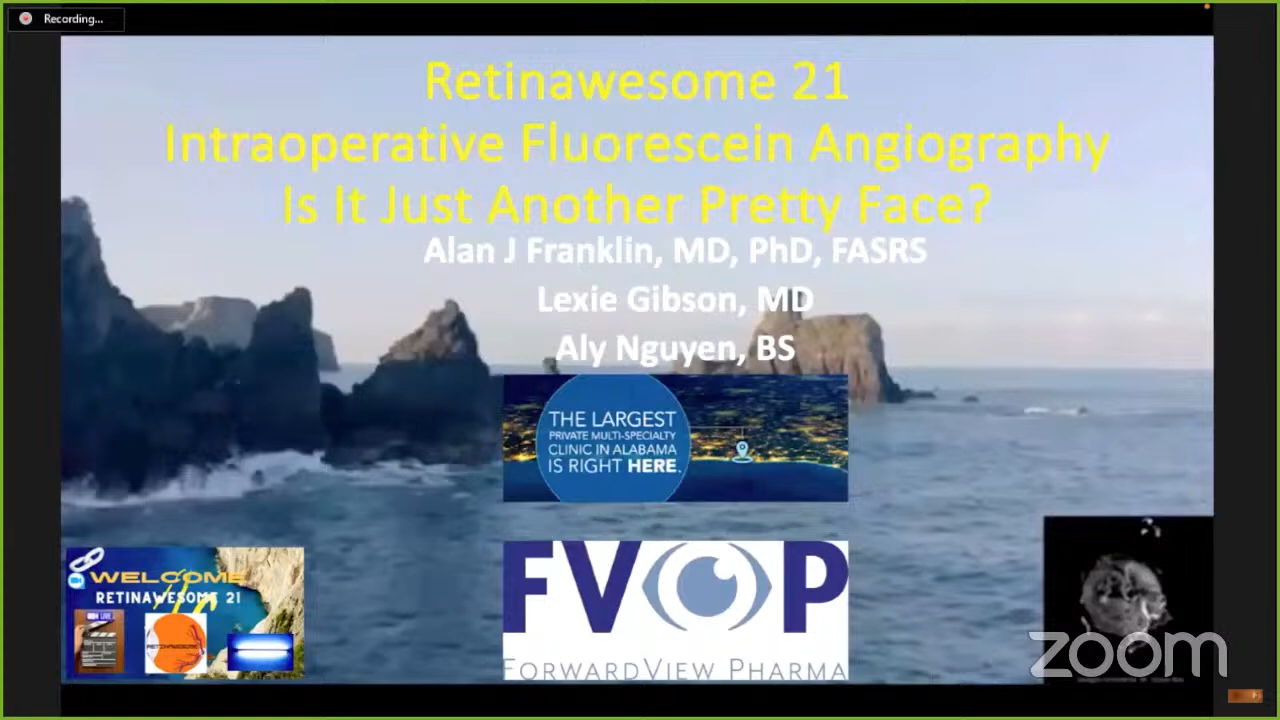 Recording...
Retinawesome 21
Intraoperative Fluorescein Angiography
Is It Just Another Pretty Face?
Alan J Franklin, MD, PhD, FASRS
Lexie Gibson, MD
Aly Nguyen, BS
THE LARGEST
PRIVATE MULTI-SPECIALTY
CLINIC IN ALABAMA
IS RIGHT HERE.
WELCOME
RETINAWESOME 21
FVOP
FORWARDVIEW PHARMA
zoom